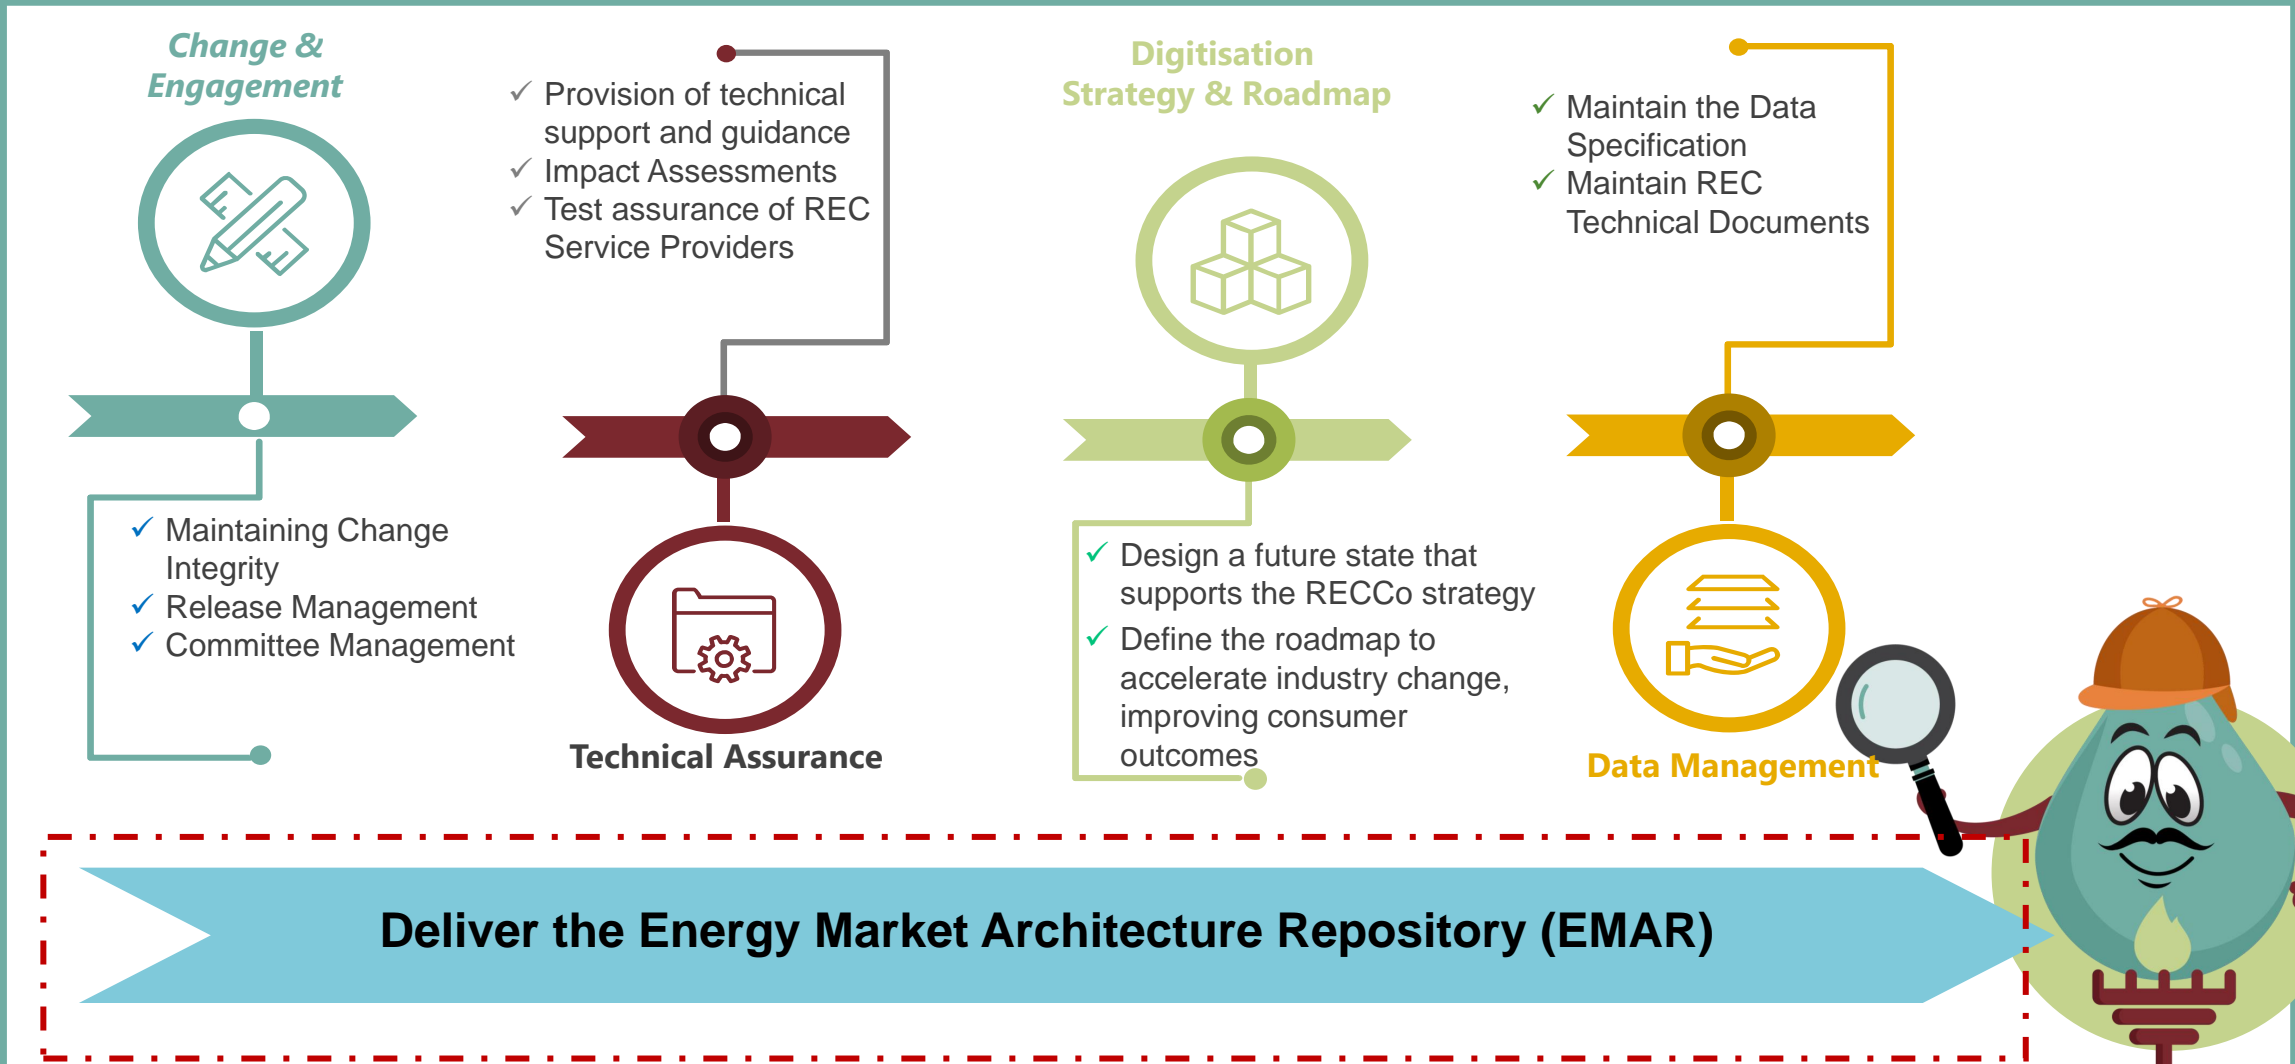 Change &
Engagement
✓ Maintaining Change
Integrity
✓ Release Management
✓ Committee Management
✓ Provision of technical
support and guidance
✓ Impact Assessments
✓ Test assurance of REC
Service Providers
Technical Assurance
Digitisation
Strategy & Roadmap
✓ Design a future state that
supports the RECCo strategy
✓ Define the roadmap to
accelerate industry change,
improving consumer
outcomes
✓ Maintain the Data
Specification
✓ Maintain REC
Technical Documents
Data Management
Deliver the Energy Market Architecture Repository (EMAR)